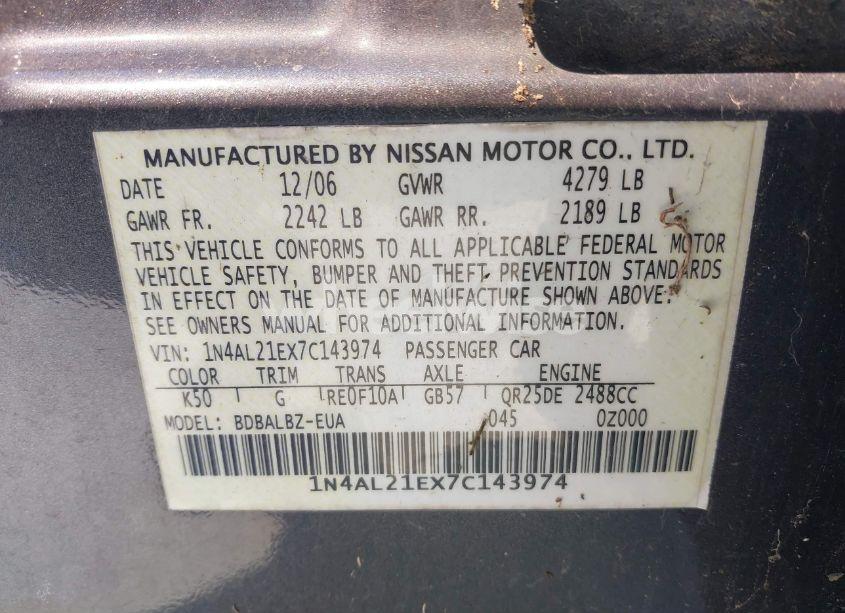 MANUFACTURED BY NISSAN MOTOR CO., LTD.
DATE 12/06 GVWR 4279 LB
GAWR FR. 2242 LB GAWR RR. 2189 LB
THIS VEHICLE CONFORMS TO ALL APPLICABLE FEDERAL MOTOR
VEHICLE SAFETY, BUMPER AND THEFT PREVENTION STANDARDS
IN EFFECT ON THE DATE OF MANUFACTURE SHOWN ABOVE.
SEE OWNERS MANUAL FOR ADDITIONAL INFORMATION.
VIN: 1N4AL21EX7C143974 PASSENGER CAR
COLOR TRIM TRANS AXLE ENGINE
K50 G RE0F10A GB57 QR25DE 2488CC
MODEL: BDBALBZ-EUA 045 0Z000
1N4AL21EX7C143974